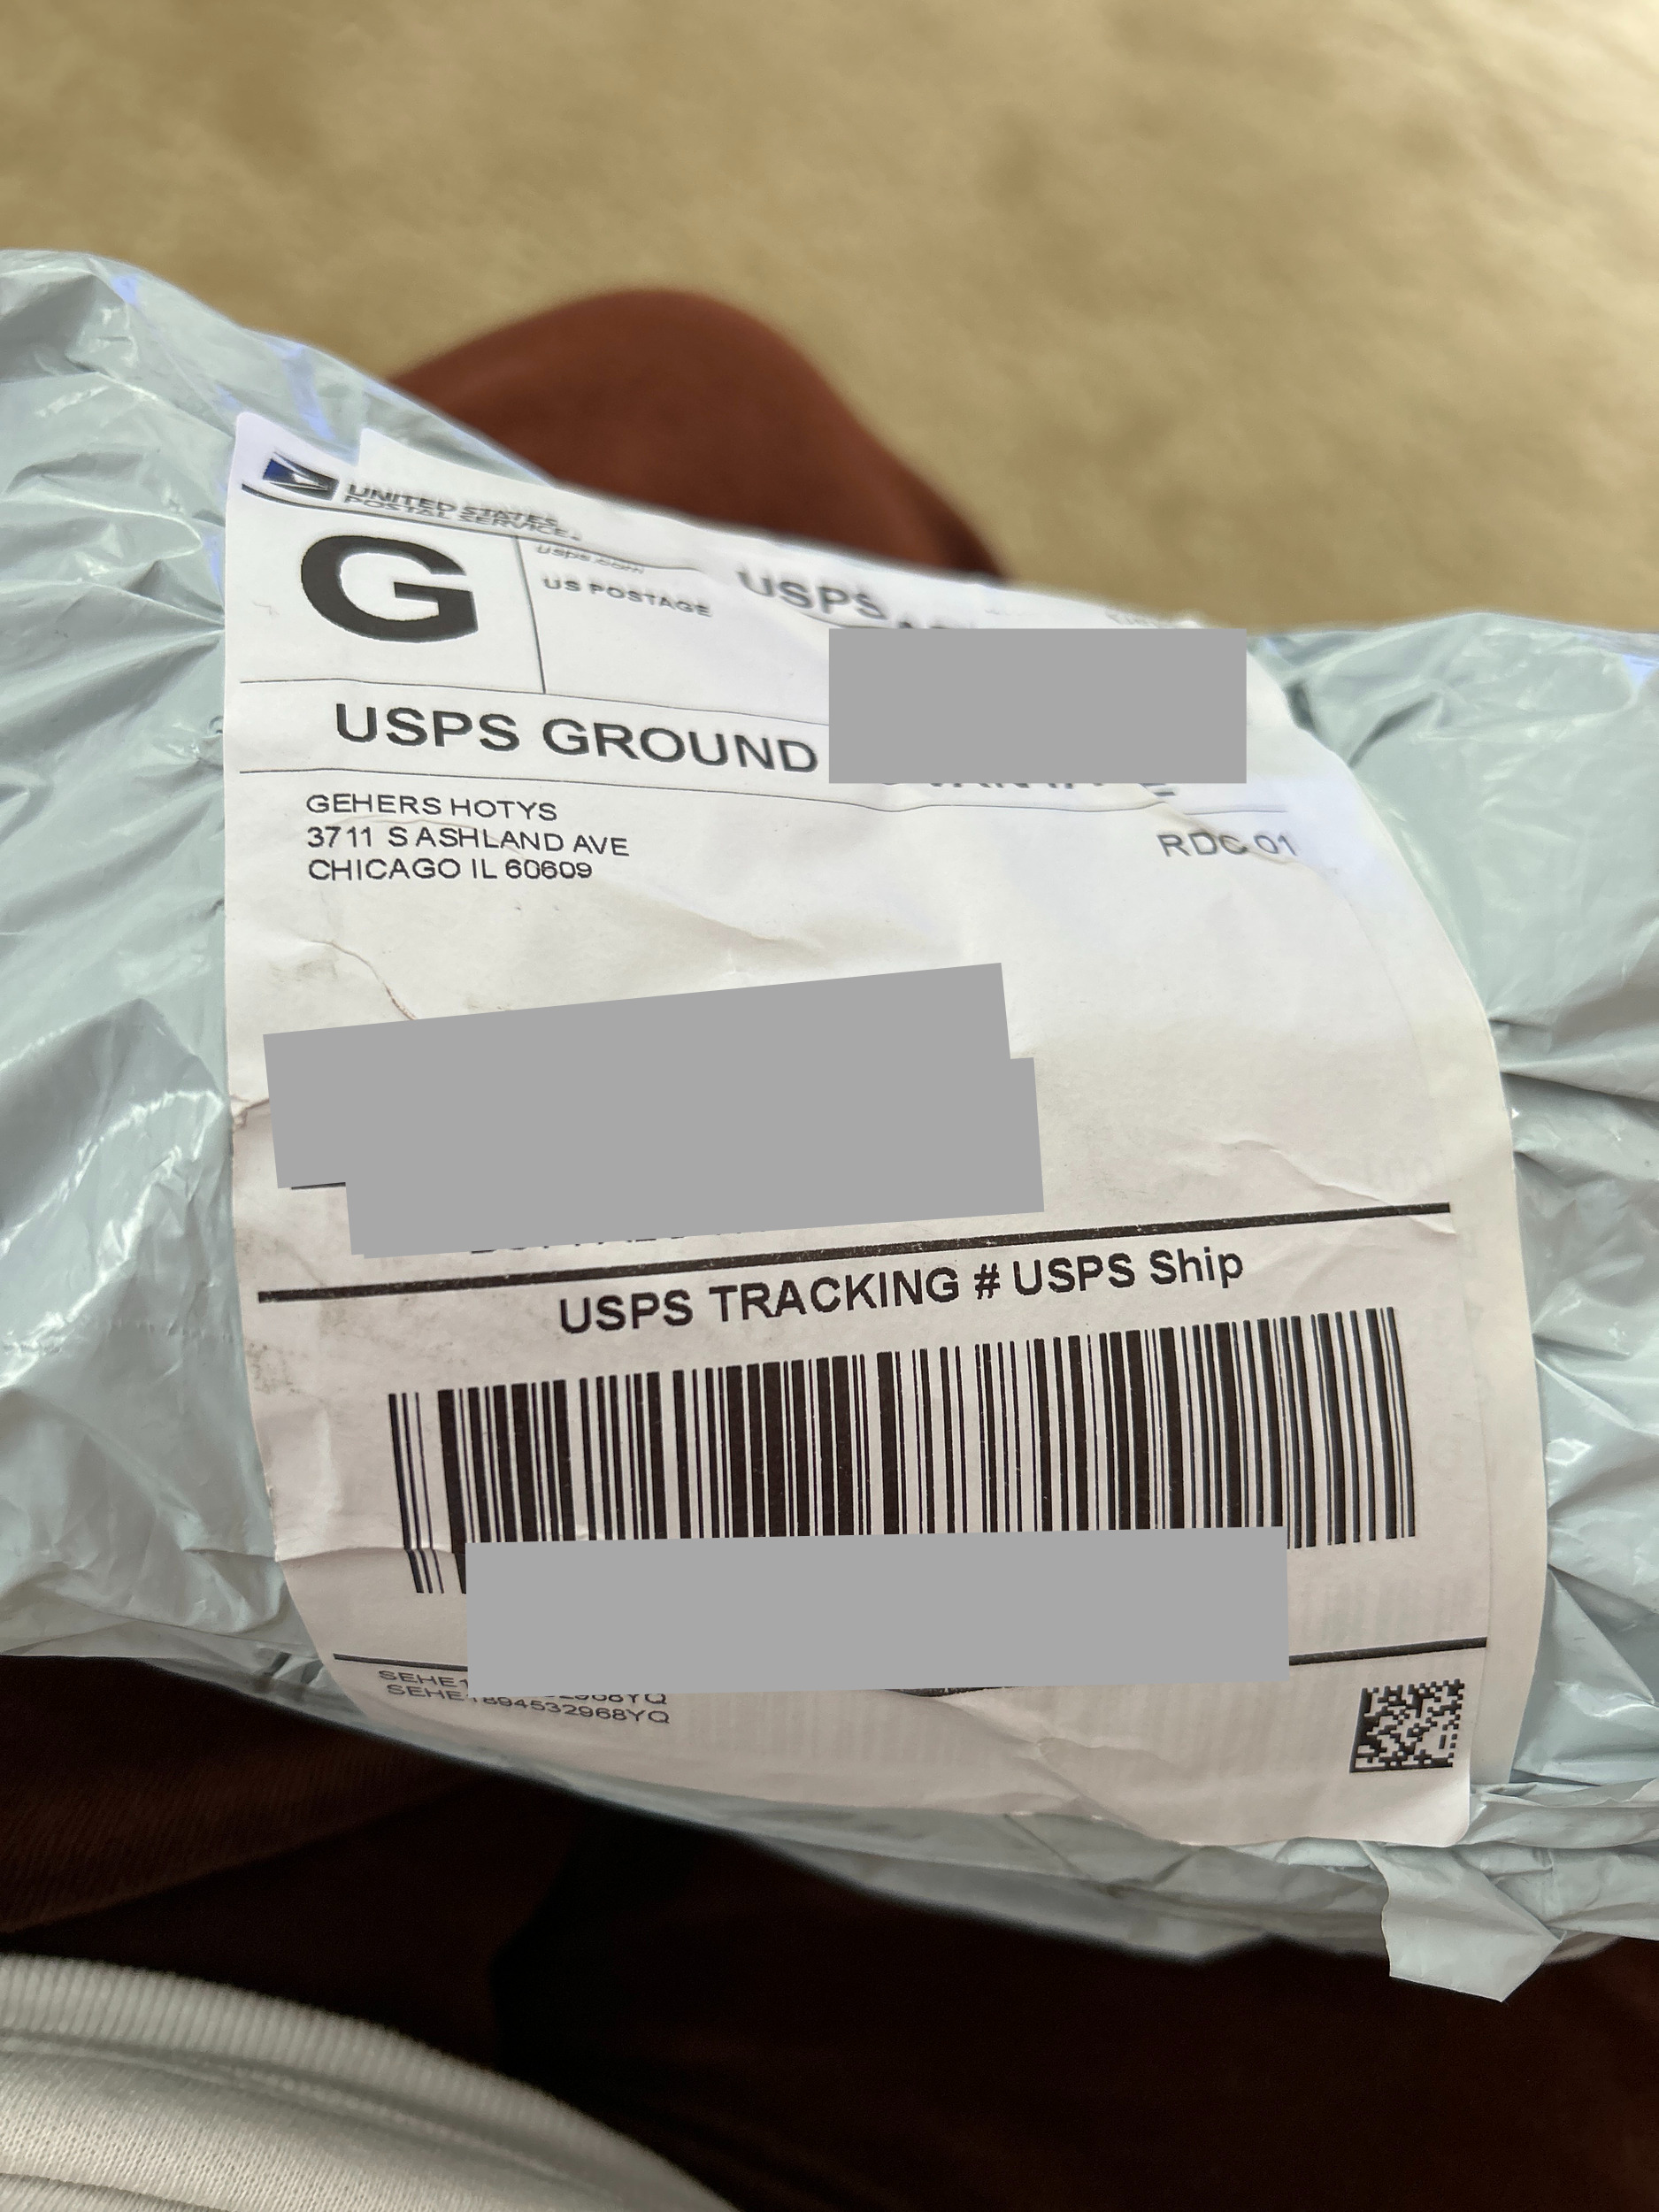 UNITED STATES
POSTAL SERVICE®
usps.com
G
US POSTAGE
USPS
USPS GROUND
GEHERS HOTYS
3711 S ASHLAND AVE
CHICAGO IL 60609
RDC 01
USPS TRACKING # USPS Ship
SEHE1
SEHE1894532968YQ